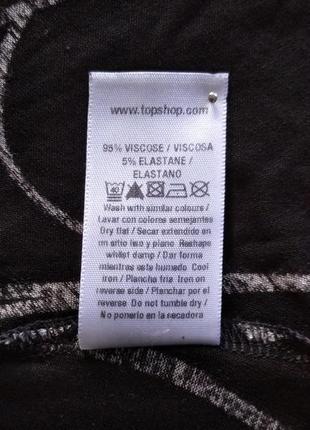 www.topshop.com
95% VISCOSE / VISCOSA
5% ELASTANE /
ELASTANO
40
Wash with similar colours /
Lavar con colores semejantes
Dry flat / Secar extendido en
un sitio liso y plano Reshape
whilst damp / Dar forma
mientras este humedo Cool
iron / Plancha fria Iron on
reverse side / Planchar por el
reverse Do not tumble dry /
No ponerlo en la secadora